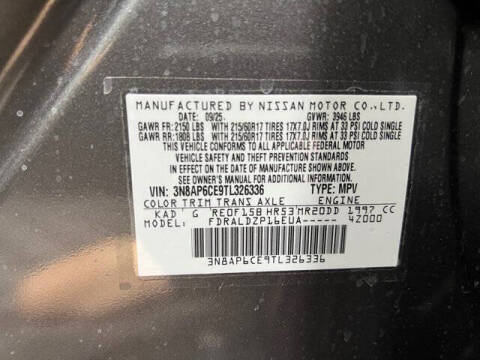 MANUFACTURED BY NISSAN MOTOR CO.,LTD.
DATE: 09/25. GVWR: 3946 LBS
GAWR FR: 2150 LBS WITH 215/60R17 TIRES 17X7.0J RIMS AT 33 PSI COLD SINGLE
GAWR RR: 1808 LBS WITH 215/60R17 TIRES 17X7.0J RIMS AT 33 PSI COLD SINGLE
THIS VEHICLE CONFORMS TO ALL APPLICABLE FEDERAL MOTOR
VEHICLE SAFETY, BUMPER, AND THEFT PREVENTION STANDARDS
IN EFFECT ON THE DATE OF MANUFACTURE SHOWN ABOVE.
SEE OWNER'S MANUAL FOR ADDITIONAL INFORMATION.
VIN: 3N8AP6CE9TL326336 TYPE: MPV
COLOR TRIM TRANS AXLE ENGINE
KAD G RE0F15B HR53 MR20DD 1997 CC
MODEL: FDRALDZP16EUA- 4Z000
3N8AP6CE9TL326336